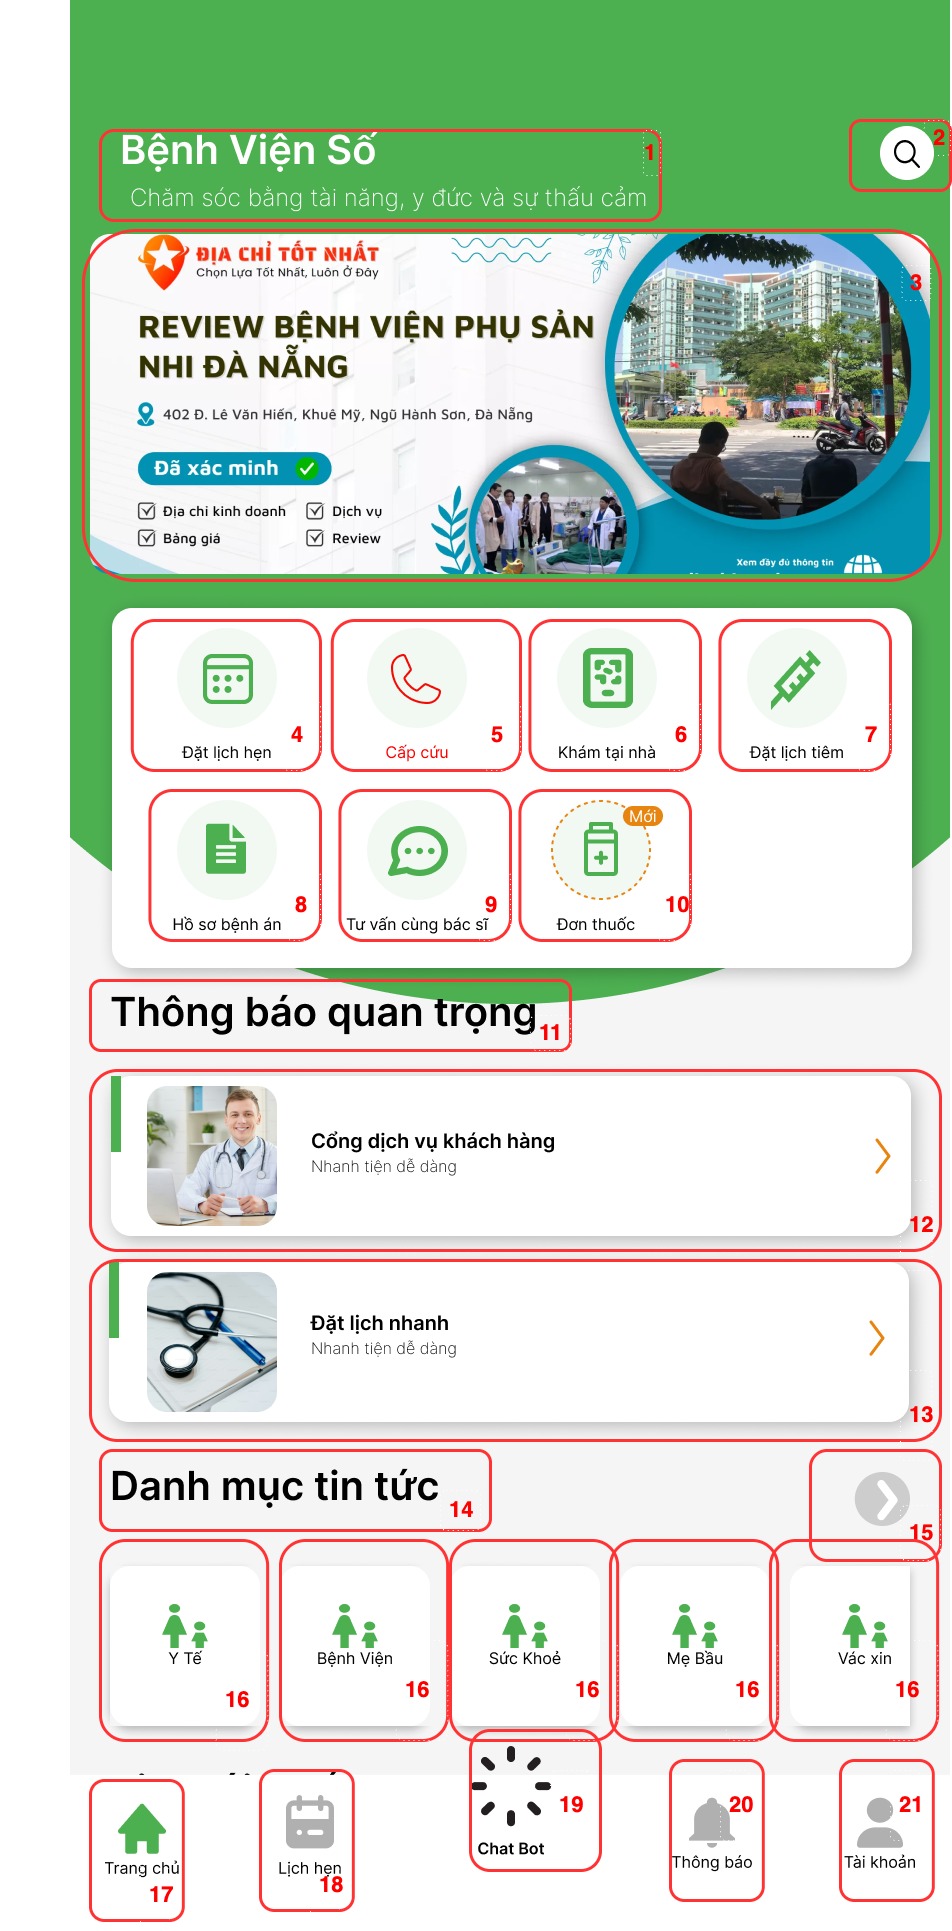 Bệnh Viện Số
1
2
Chăm sóc bằng tài năng, y đức và sự thấu cảm
ĐỊA CHỈ TỐT NHẤT
Chọn Lựa Tốt Nhất, Luôn Ở Đây
3
REVIEW BỆNH VIỆN PHỤ SẢN
NHI ĐÀ NẴNG
402 Đ. Lê Văn Hiến, Khuê Mỹ, Ngũ Hành Sơn, Đà Nẵng
Đã xác minh
Địa chỉ kinh doanh
Dịch vụ
Bảng giá
Review
Xem đầy đủ thông tin
4
5
6
7
Đặt lịch hẹn
Cấp cứu
Khám tại nhà
Đặt lịch tiêm
Mới
8
9
10
Hồ sơ bệnh án
Tư vấn cùng bác sĩ
Đơn thuốc
Thông báo quan trọng
11
Cổng dịch vụ khách hàng
Nhanh tiện dễ dàng
12
Đặt lịch nhanh
Nhanh tiện dễ dàng
13
Danh mục tin tức
14
15
Y Tế
Bệnh Viện
Sức Khoẻ
Mẹ Bầu
Vác xin
16
16
16
16
16
19
20
21
Chat Bot
Trang chủ
Lịch hẹn
Thông báo
Tài khoản
17
18